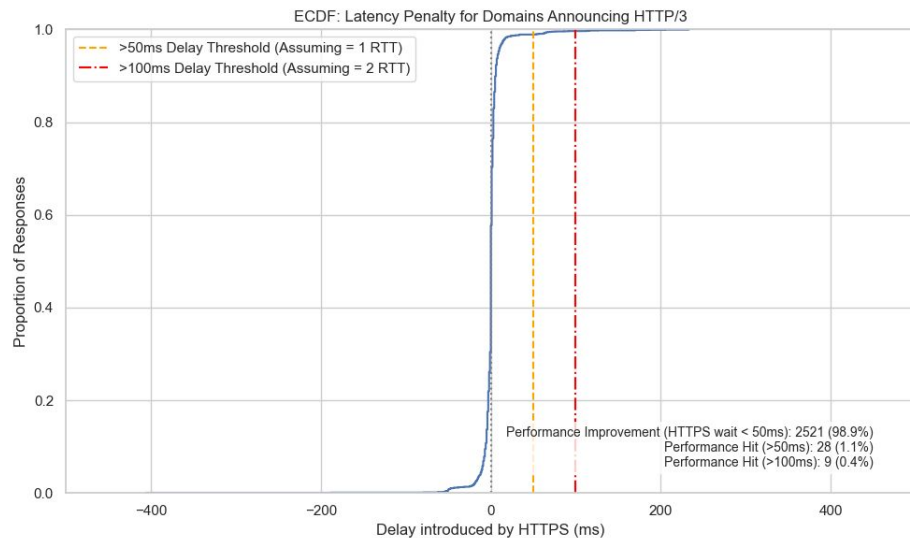 ECDF: Latency Penalty for Domains Announcing HTTP/3
>50ms Delay Threshold (Assuming = 1 RTT)
>100ms Delay Threshold (Assuming = 2 RTT)
Proportion of Responses
1.0
0.8
0.6
0.4
0.2
0.0
Performance Improvement (HTTPS wait < 50ms): 2521 (98.9%)
Performance Hit (>50ms): 28 (1.1%)
Performance Hit (>100ms): 9 (0.4%)
−400 −200 0 200 400
Delay introduced by HTTPS (ms)